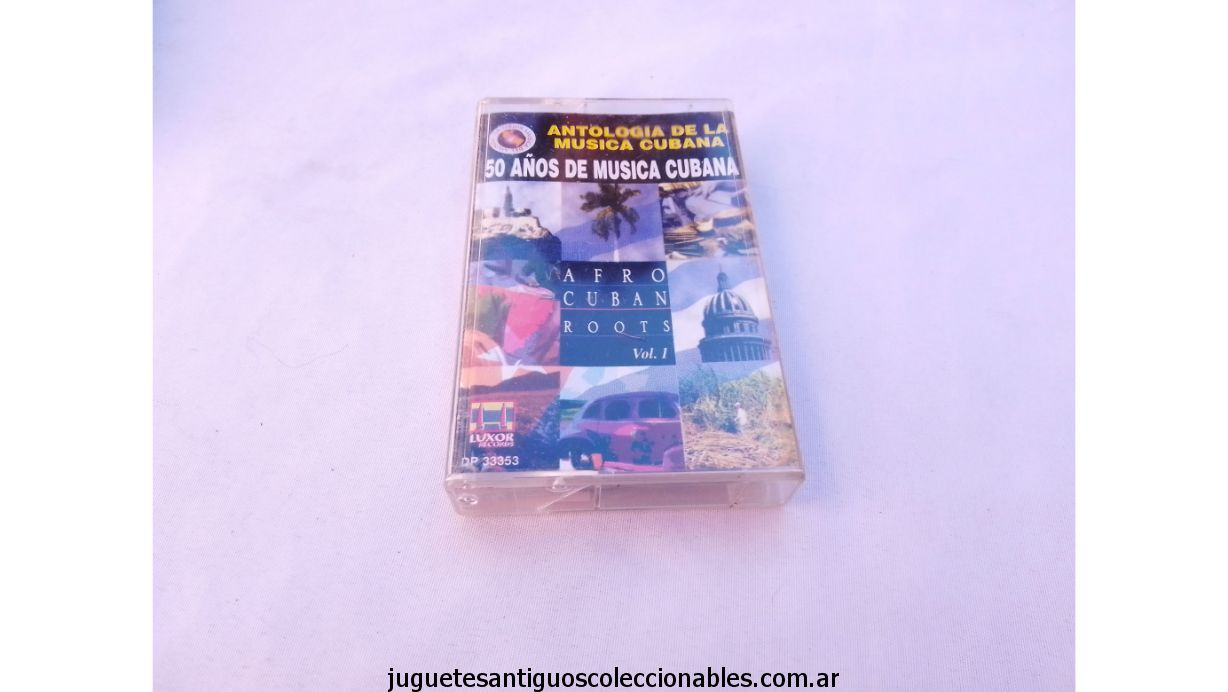 ANTOLOGIA DE LA
MUSICA CUBANA
50 AÑOS DE MUSICA CUBANA
AFRO
CUBAN
ROOTS
Vol. 1
LUXOR
RECORDS
DP 33353
juguetesantiguoscoleccionables.com.ar